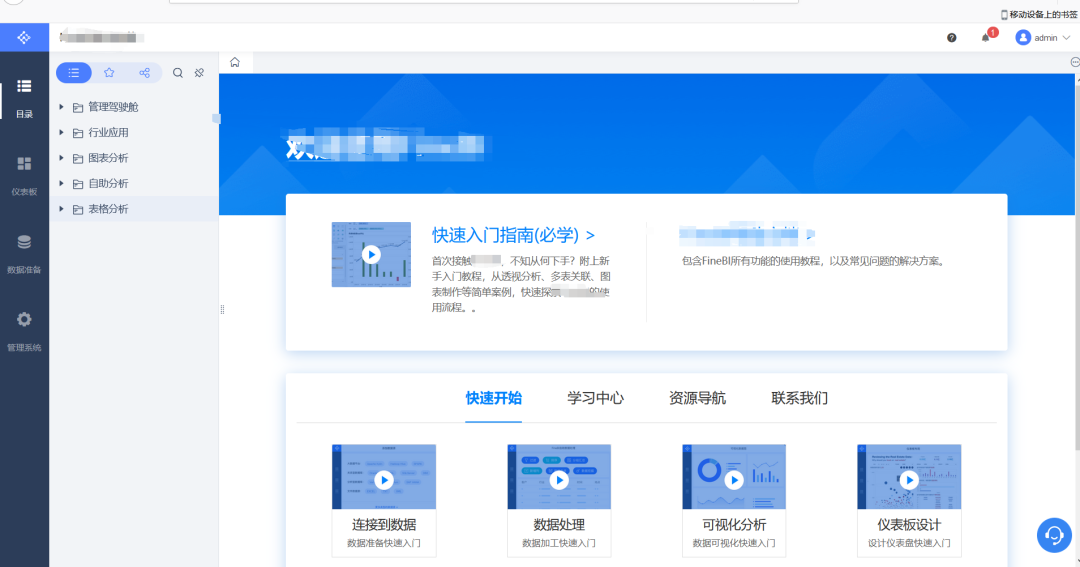 移动设备上的书签
1
admin
目录
仪表板
数据准备
管理系统
管理驾驶舱
行业应用
图表分析
自助分析
表格分析
快速入门指南(必学) >
首次接触、不知从何下手？附上新
手入门教程，从透视分析、多表关联、图
表制作等简单案例，快速探索的使
用流程。。
包含FineBI所有功能的使用教程，以及常见问题的解决方案。
快速开始
学习中心
资源导航
联系我们
连接到数据
数据准备快速入门
数据处理
数据加工快速入门
可视化分析
数据可视化快速入门
仪表板设计
设计仪表盘快速入门